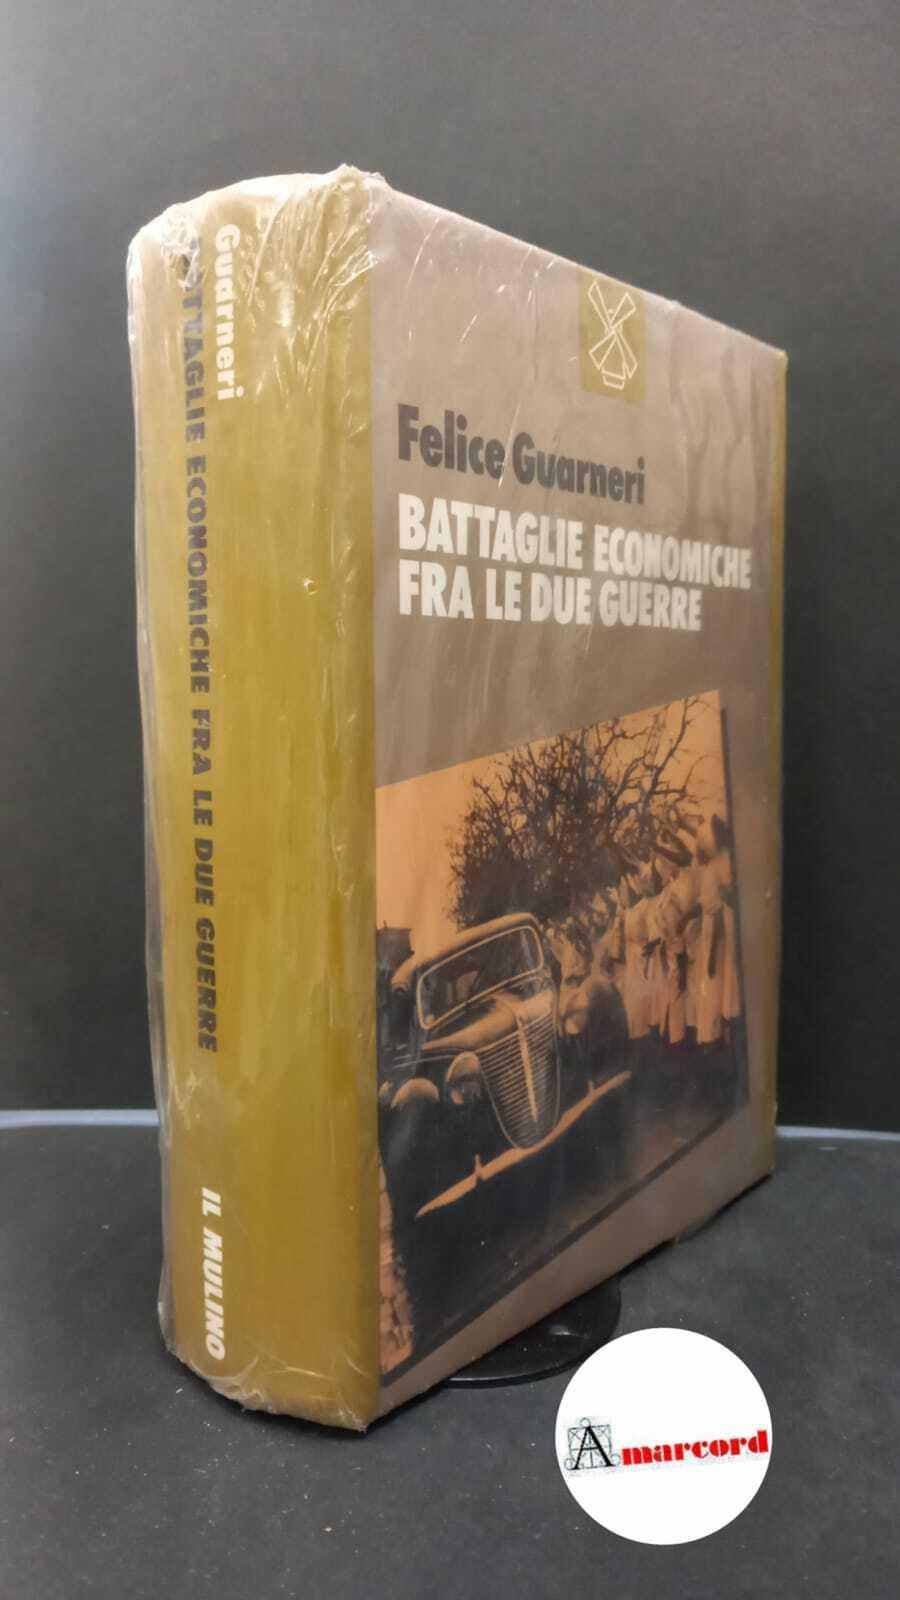 Guarneri
BATTAGLIE ECONOMICHE FRA LE DUE GUERRE
IL MULINO
Felice Guarneri
BATTAGLIE ECONOMICHE
FRA LE DUE GUERRE
Amarcord